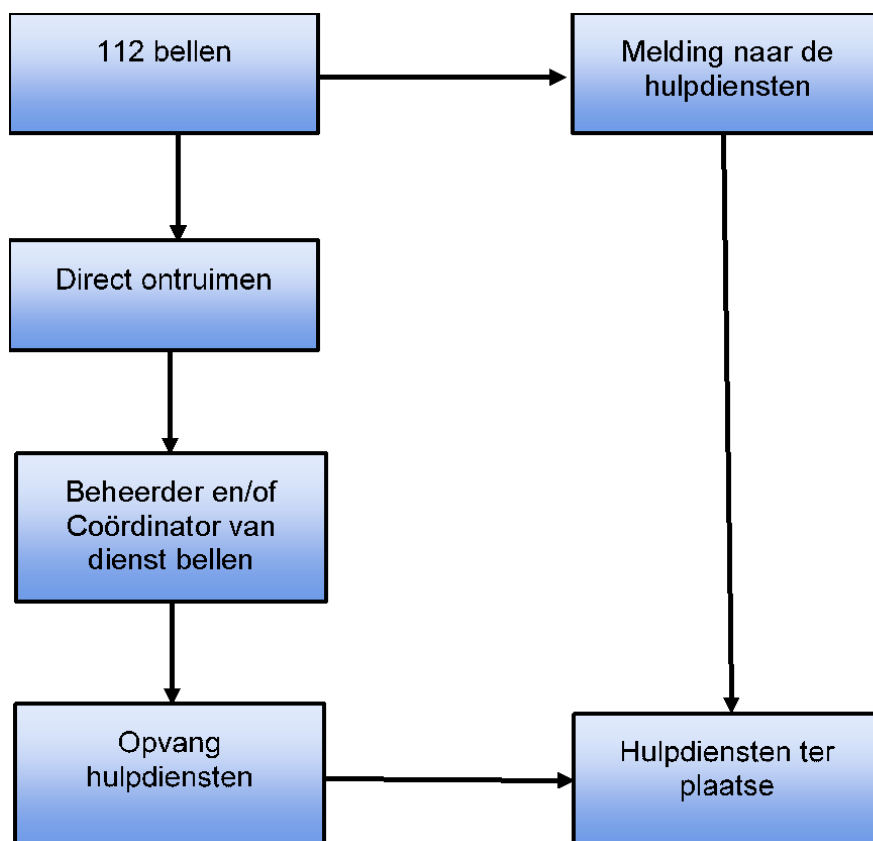 112 bellen
Melding naar de
hulpdiensten
Direct ontruimen
Beheerder en/of
Coördinator van
dienst bellen
Opvang
hulpdiensten
Hulpdiensten ter
plaatse